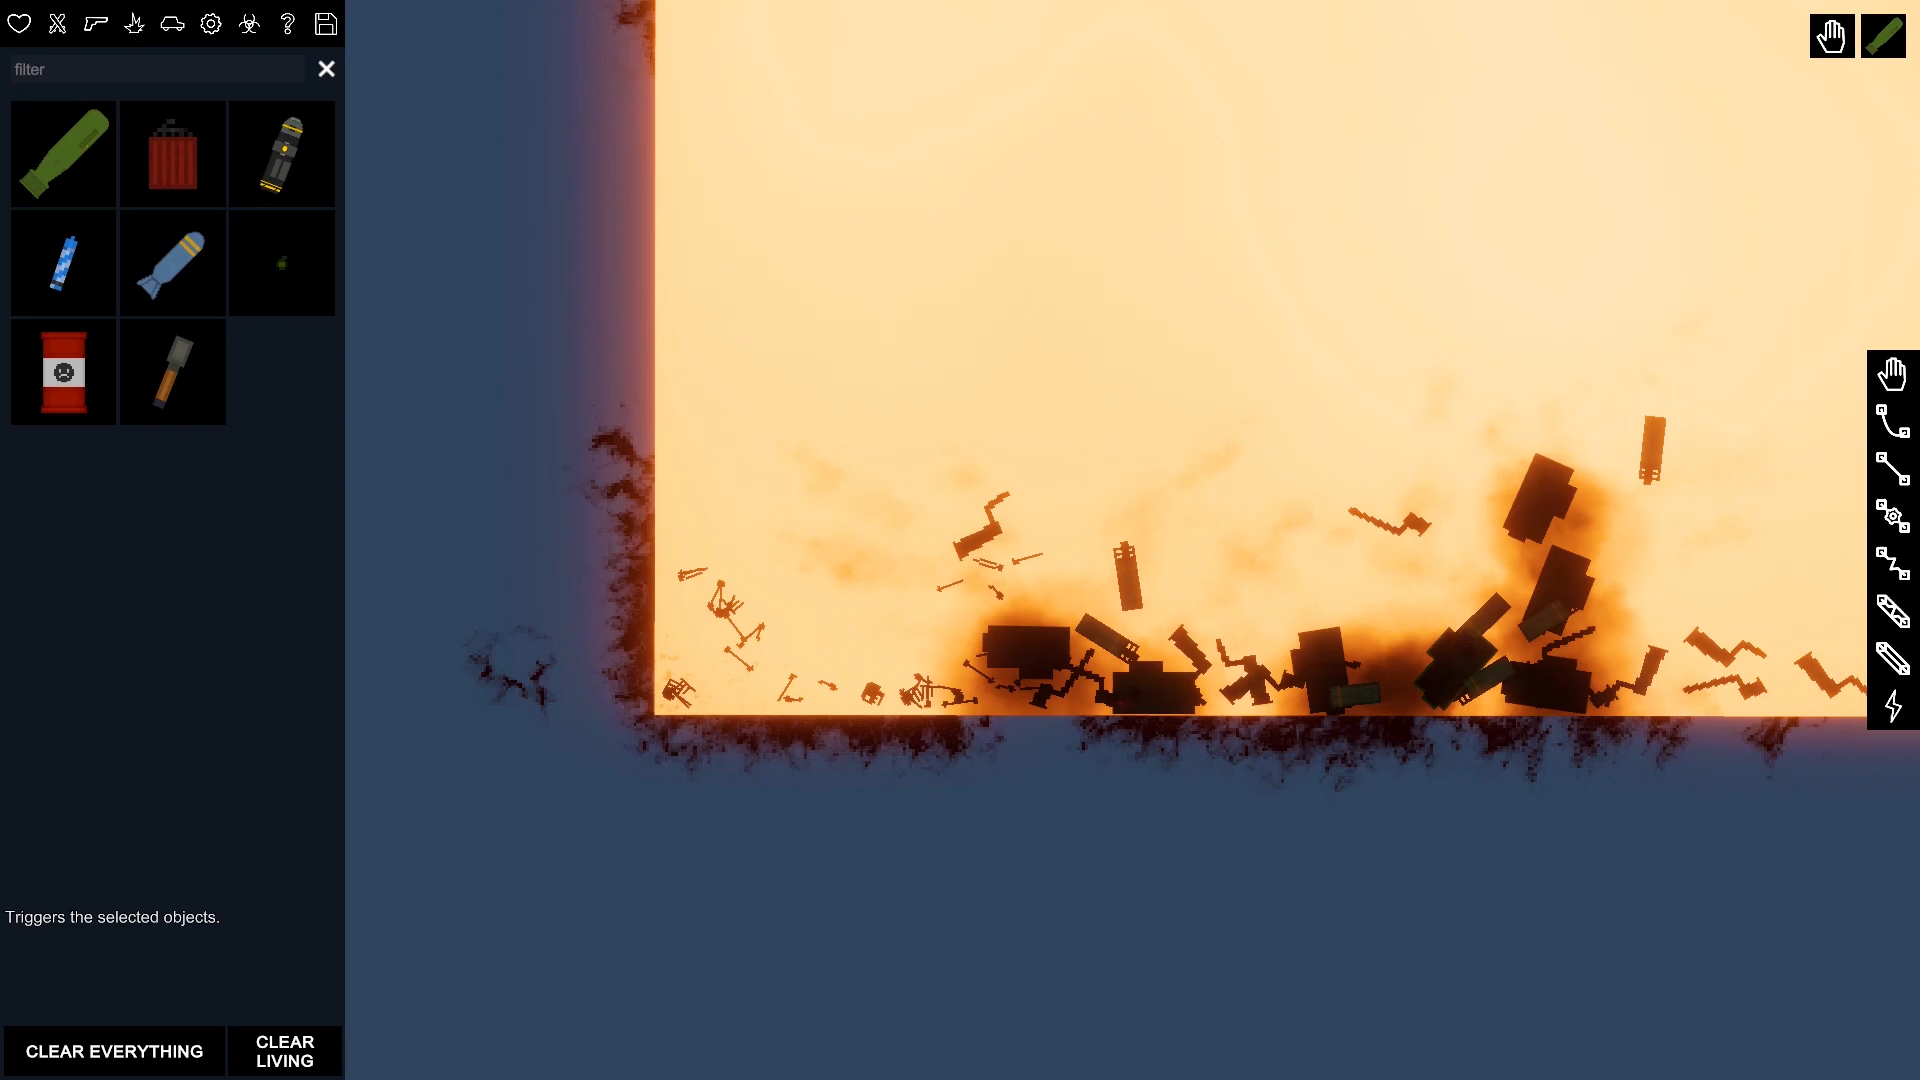 filter
Triggers the selected objects.
CLEAR EVERYTHING
CLEAR
LIVING